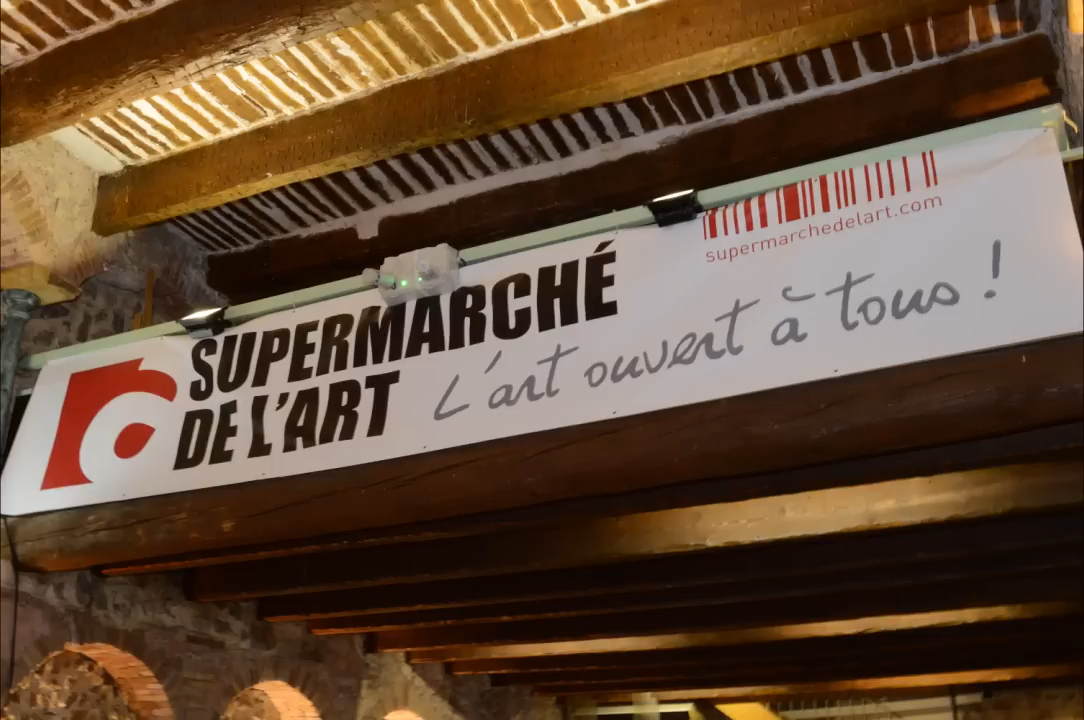 SUPERMARCHÉ
DE L'ART
L'art ouvert à tous !
supermarchedelart.com